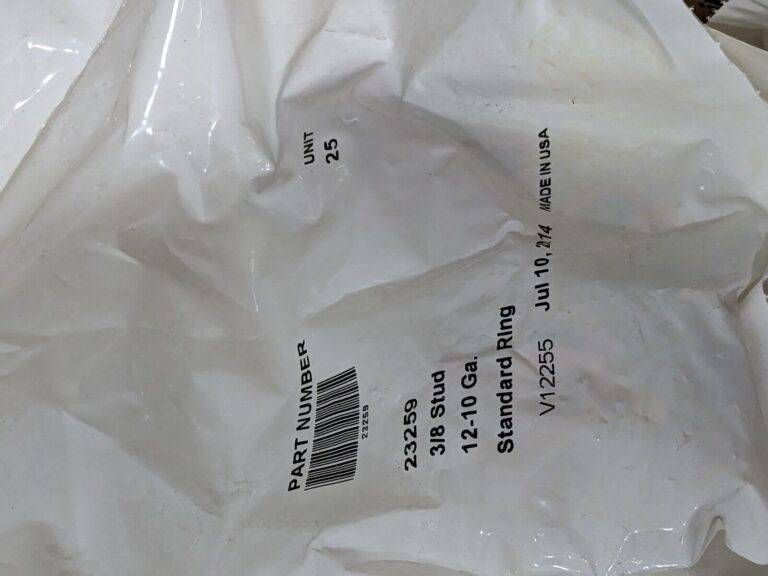 PART NUMBER
23259
UNIT
25
23259
3/8 Stud
12-10 Ga.
Standard Ring
V12255 Jul 10, MADE IN USA